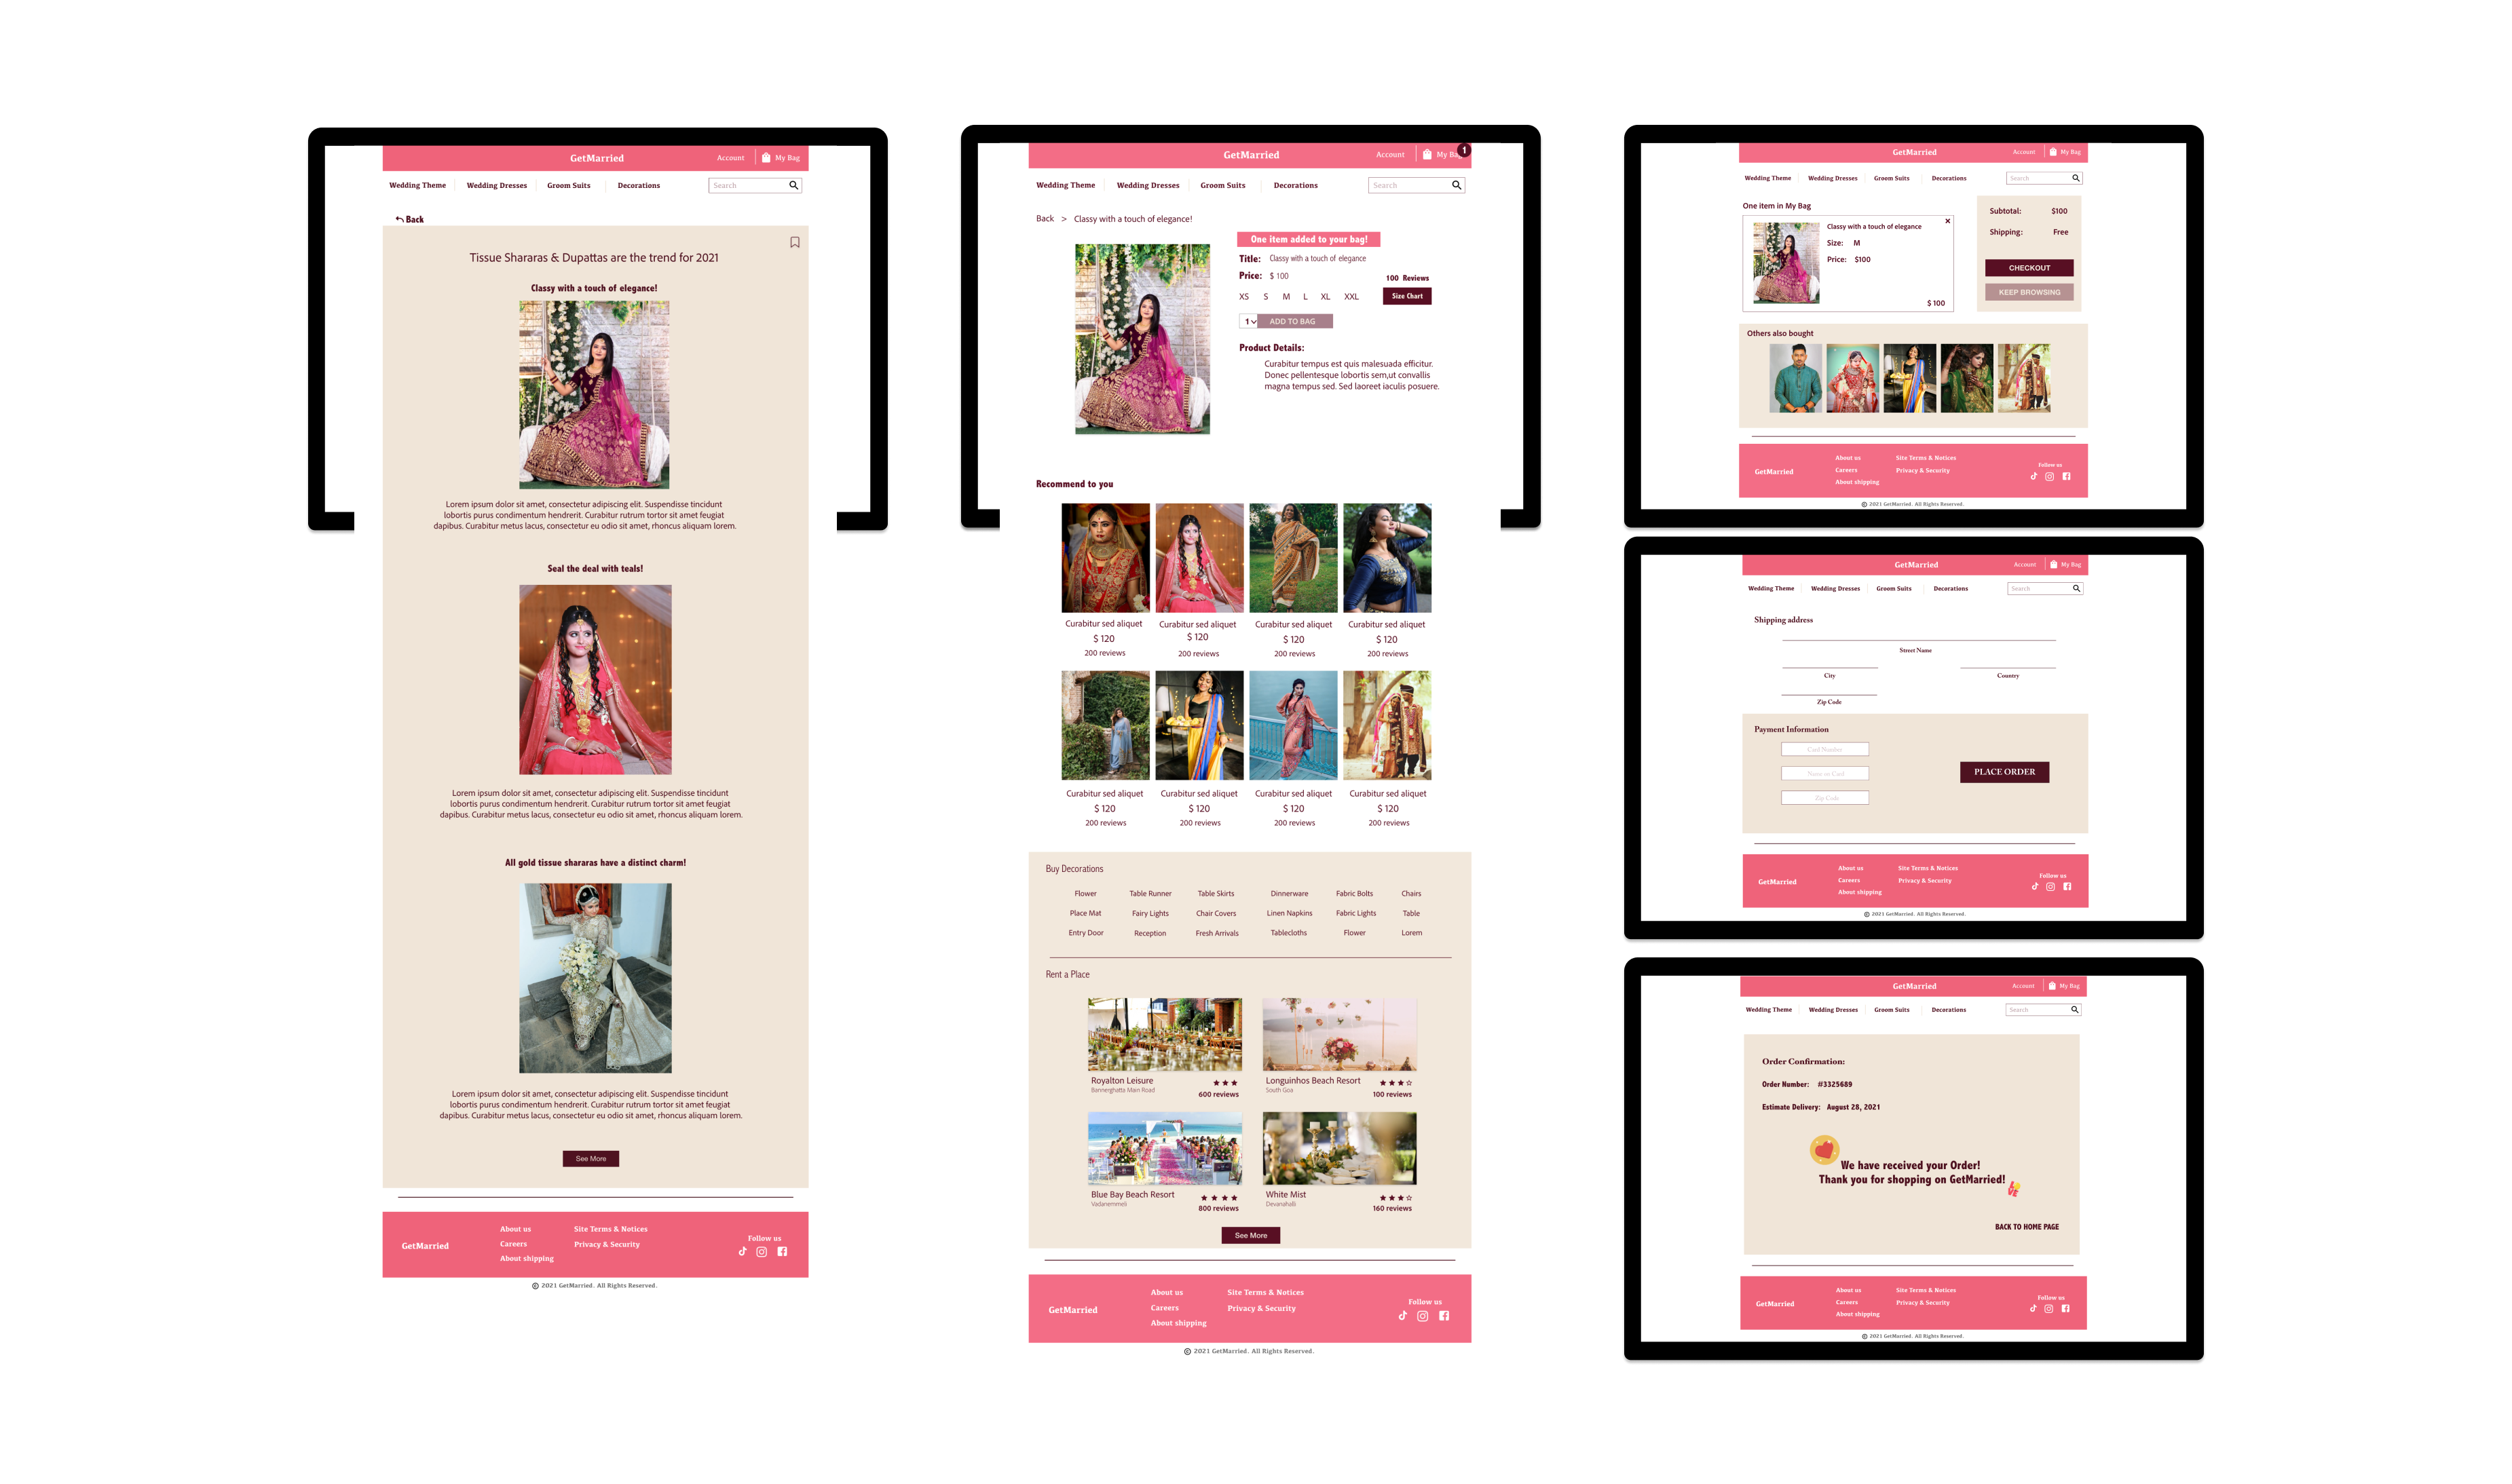 GetMarried
Account
My Bag
Wedding Theme
Wedding Dresses
Groom Suits
Decorations
Search
Back
Tissue Shararas & Dupattas are the trend for 2021
Classy with a touch of elegance!
Lorem ipsum dolor sit amet, consectetur adipiscing elit. Suspendisse tincidunt
lobortis purus condimentum hendrerit. Curabitur rutrum tortor sit amet feugiat
dapibus. Curabitur metus lacus, consectetur eu odio sit amet, rhoncus aliquam lorem.
Seal the deal with teals!
Lorem ipsum dolor sit amet, consectetur adipiscing elit. Suspendisse tincidunt
lobortis purus condimentum hendrerit. Curabitur rutrum tortor sit amet feugiat
dapibus. Curabitur metus lacus, consectetur eu odio sit amet, rhoncus aliquam lorem.
All gold tissue shararas have a distinct charm!
Lorem ipsum dolor sit amet, consectetur adipiscing elit. Suspendisse tincidunt
lobortis purus condimentum hendrerit. Curabitur rutrum tortor sit amet feugiat
dapibus. Curabitur metus lacus, consectetur eu odio sit amet, rhoncus aliquam lorem.
See More
GetMarried
About us
Careers
About shipping
Site Terms & Notices
Privacy & Security
Follow us
© 2021 GetMarried. All Rights Reserved.
GetMarried
Account
My Bag
1
Wedding Theme
Wedding Dresses
Groom Suits
Decorations
Search
Back > Classy with a touch of elegance!
One item added to your bag!
Title: Classy with a touch of elegance
Price: $ 100
100 Reviews
XS S M L XL XXL
Size Chart
1
ADD TO BAG
Product Details:
Curabitur tempus est quis malesuada efficitur.
Donec pellentesque lobortis sem,ut convallis
magna tempus sed. Sed laoreet iaculis posuere.
Recommend to you
Curabitur sed aliquet Curabitur sed aliquet Curabitur sed aliquet Curabitur sed aliquet
$ 120 $ 120 $ 120 $ 120
200 reviews 200 reviews 200 reviews 200 reviews
Curabitur sed aliquet Curabitur sed aliquet Curabitur sed aliquet Curabitur sed aliquet
$ 120 $ 120 $ 120 $ 120
200 reviews 200 reviews 200 reviews 200 reviews
Buy Decorations
Flower Table Runner Table Skirts Dinnerware Fabric Bolts Chairs
Place Mat Fairy Lights Chair Covers Linen Napkins Fabric Lights Table
Entry Door Reception Fresh Arrivals Tablecloths Flower Lorem
Rent a Place
Royalton Leisure
Bannerghatts Main Road
600 reviews
Longuinhos Beach Resort
South Goa
100 reviews
Blue Bay Beach Resort
Vadanemmeli
800 reviews
White Mist
Devanahalli
160 reviews
See More
GetMarried
About us
Careers
About shipping
Site Terms & Notices
Privacy & Security
Follow us
© 2021 GetMarried. All Rights Reserved.
GetMarried
Account
My Bag
Wedding Theme
Wedding Dresses
Groom Suits
Decorations
Search
One item in My Bag
Classy with a touch of elegance
Size: M
Price: $100
$ 100
Subtotal: $100
Shipping: Free
CHECKOUT
KEEP BROWSING
Others also bought
GetMarried
About us
Careers
About shipping
Site Terms & Notices
Privacy & Security
Follow us
© 2021 GetMarried. All Rights Reserved.
GetMarried
Account
My Bag
Wedding Theme
Wedding Dresses
Groom Suits
Decorations
Search
Shipping address
Street Name
City
Country
Zip Code
Payment Information
Card Number
Name on Card
Zip Code
PLACE ORDER
GetMarried
About us
Careers
About shipping
Site Terms & Notices
Privacy & Security
Follow us
© 2021 GetMarried. All Rights Reserved.
GetMarried
Account
My Bag
Wedding Theme
Wedding Dresses
Groom Suits
Decorations
Search
Order Confirmation:
Order Number: #3325689
Estimate Delivery: August 28, 2021
We have received your Order!
Thank you for shopping on GetMarried!
BACK TO HOME PAGE
GetMarried
About us
Careers
About shipping
Site Terms & Notices
Privacy & Security
Follow us
© 2021 GetMarried. All Rights Reserved.